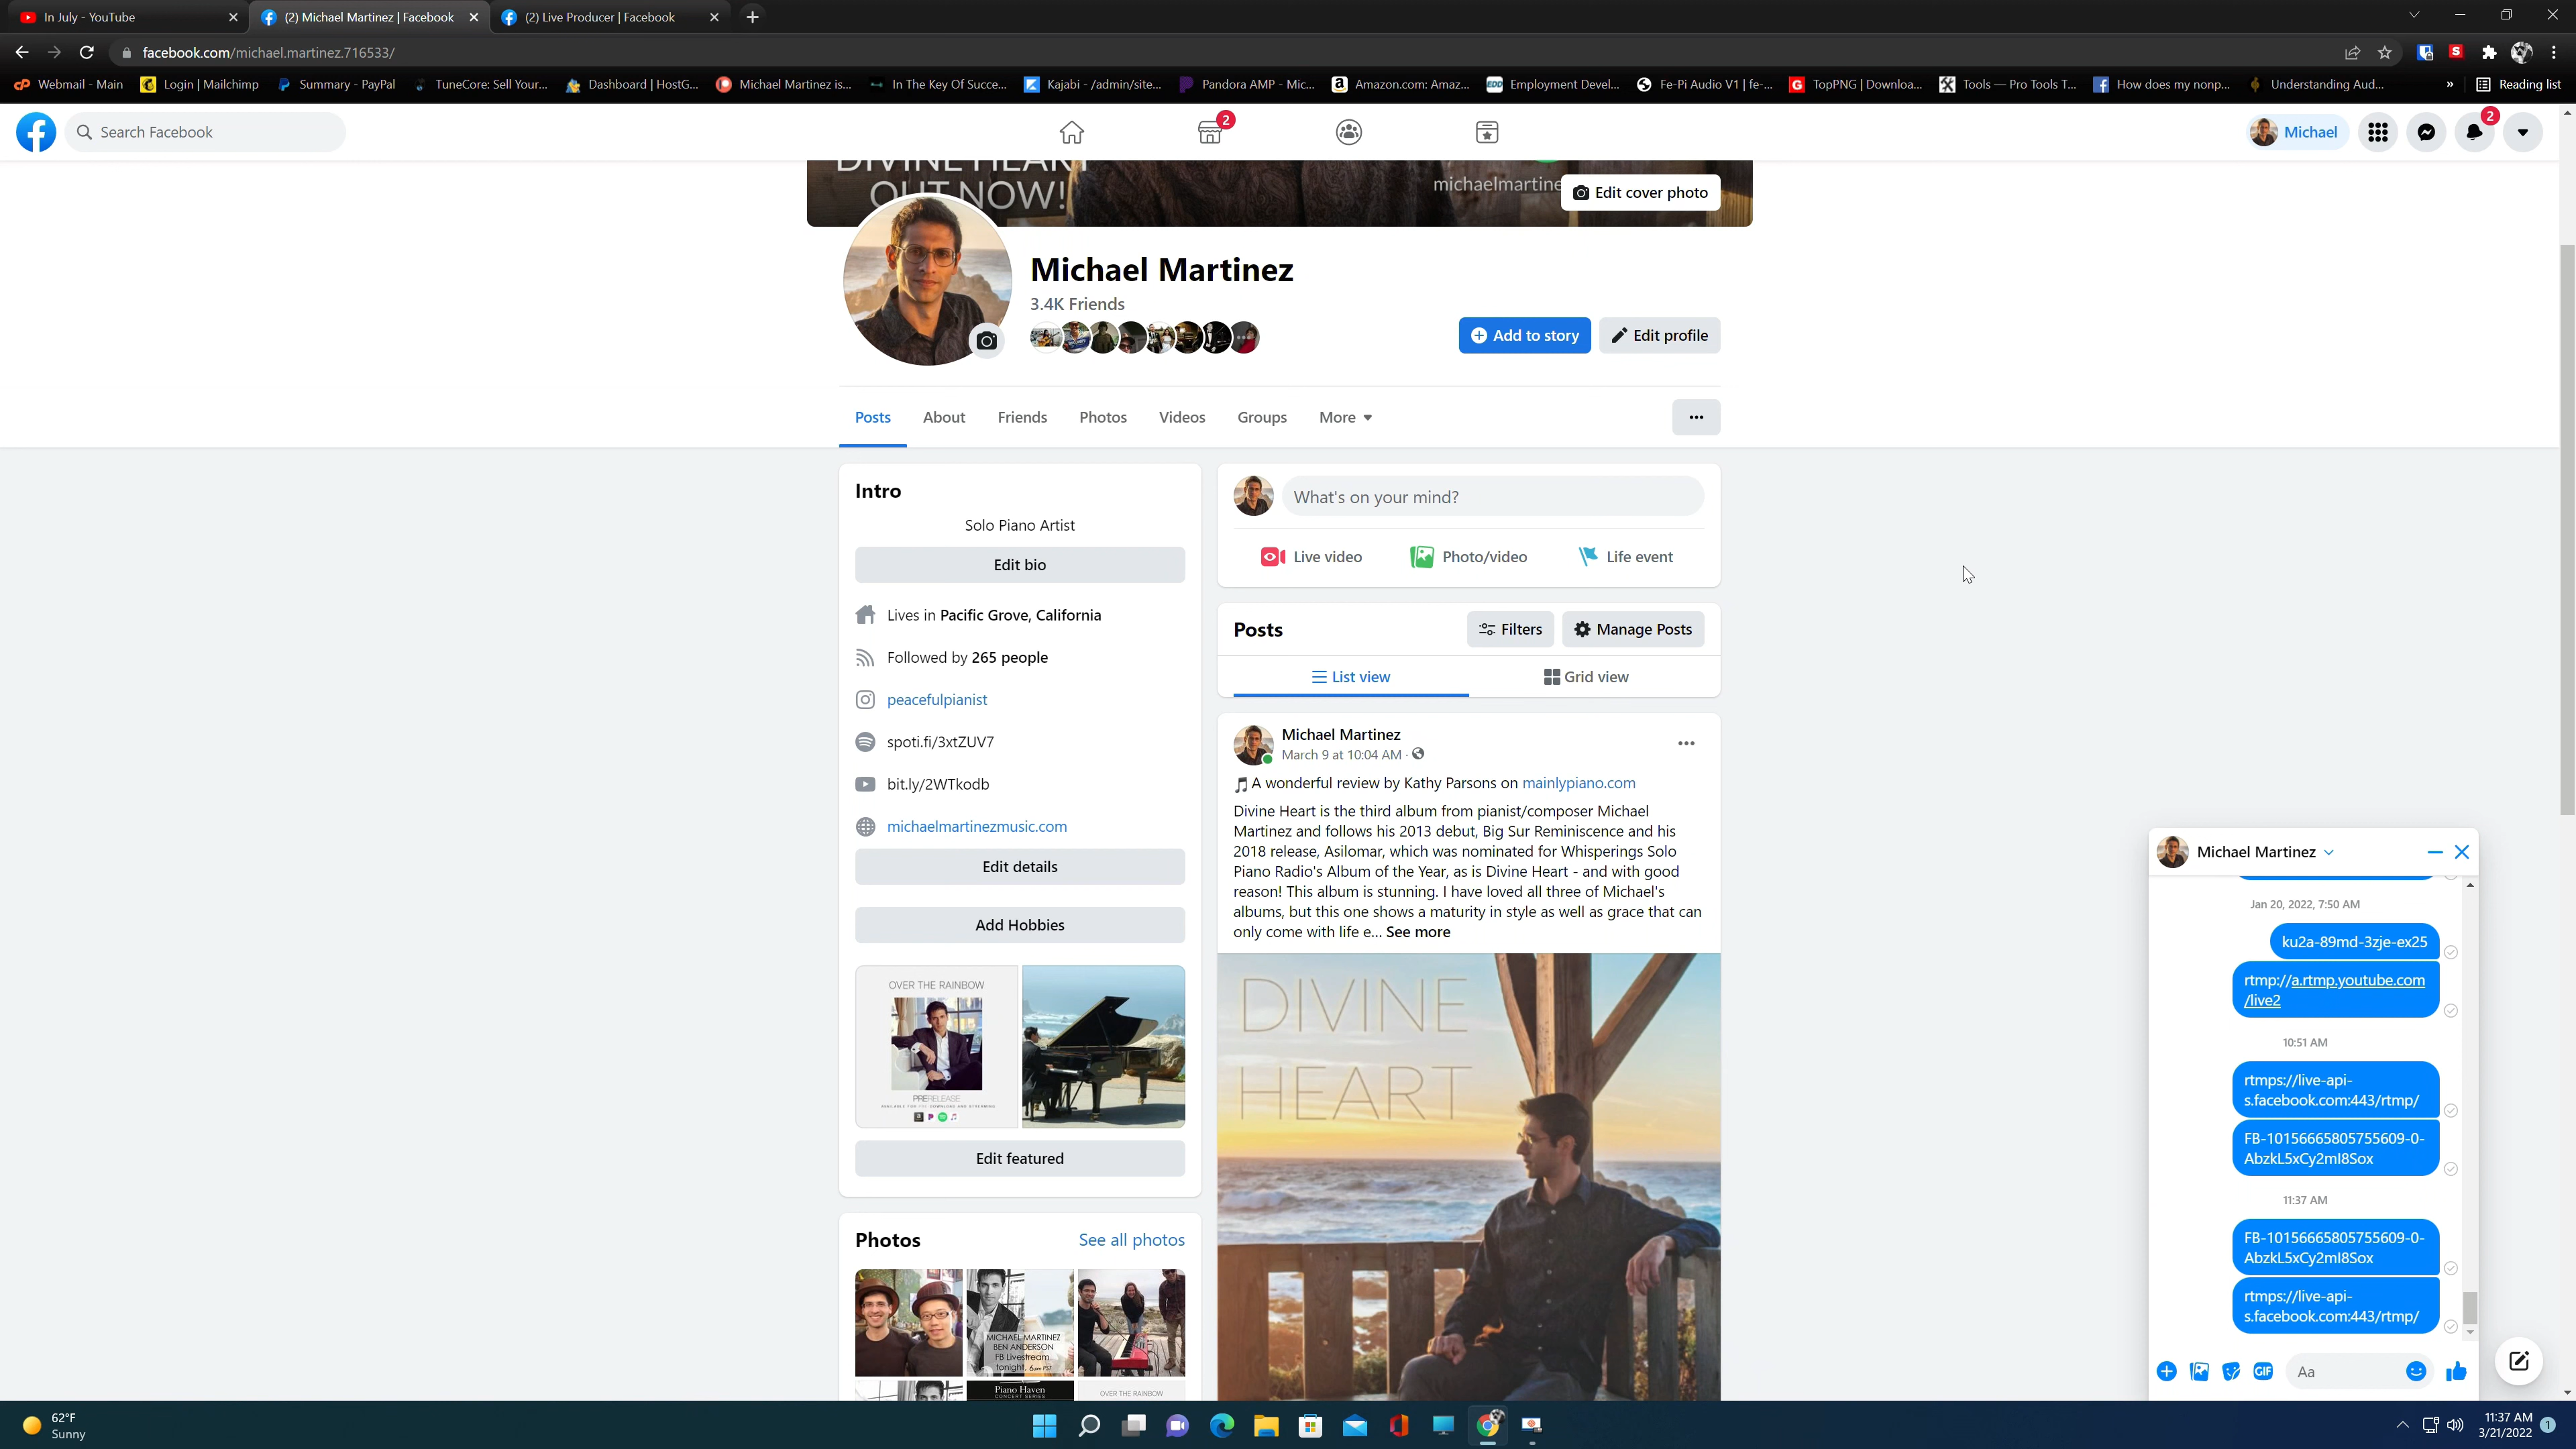 In July - YouTube
(2) Michael Martinez | Facebook
(2) Live Producer | Facebook
facebook.com/michael.martinez.716533/
Webmail - Main
Login | Mailchimp
Summary - PayPal
TuneCore: Sell Your...
Dashboard | HostG...
Michael Martinez is...
In The Key Of Succe...
Kajabi - /admin/site...
Pandora AMP - Mic...
Amazon.com: Amaz...
Employment Devel...
Fe-Pi Audio V1 | fe-...
TopPNG | Downloa...
Tools — Pro Tools T...
How does my nonp...
Understanding Aud...
»
Reading list
Search Facebook
2
Michael
2
DIVINE HEART
OUT NOW!
michaelmartine
Edit cover photo
Michael Martinez
3.4K Friends
Add to story
Edit profile
Posts
About
Friends
Photos
Videos
Groups
More
Intro
Solo Piano Artist
Edit bio
Lives in Pacific Grove, California
Followed by 265 people
peacefulpianist
spoti.fi/3xtZUV7
bit.ly/2WTkodb
michaelmartinezmusic.com
Edit details
Add Hobbies
OVER THE RAINBOW
PRERELEASE
Edit featured
Photos
See all photos
MICHAEL MARTINEZ
BEN ANDERSON
FB Livestream
tonight, 6pm PST
Piano Haven
CONCERT SERIES
OVER THE RAINBOW
What's on your mind?
Live video
Photo/video
Life event
Posts
Filters
Manage Posts
List view
Grid view
Michael Martinez
March 9 at 10:04 AM ·
🎵A wonderful review by Kathy Parsons on mainlypiano.com
Divine Heart is the third album from pianist/composer Michael
Martinez and follows his 2013 debut, Big Sur Reminiscence and his
2018 release, Asilomar, which was nominated for Whisperings Solo
Piano Radio's Album of the Year, as is Divine Heart - and with good
reason! This album is stunning. I have loved all three of Michael's
albums, but this one shows a maturity in style as well as grace that can
only come with life e... See more
DIVINE
HEART
Michael Martinez
Jan 20, 2022, 7:50 AM
ku2a-89md-3zje-ex25
rtmp://a.rtmp.youtube.com
/live2
10:51 AM
rtmps://live-api-
s.facebook.com:443/rtmp/
FB-10156665805755609-0-
AbzkL5xCy2ml8Sox
11:37 AM
FB-10156665805755609-0-
AbzkL5xCy2ml8Sox
rtmps://live-api-
s.facebook.com:443/rtmp/
GIF
Aa
62°F
Sunny
11:37 AM
3/21/2022
1